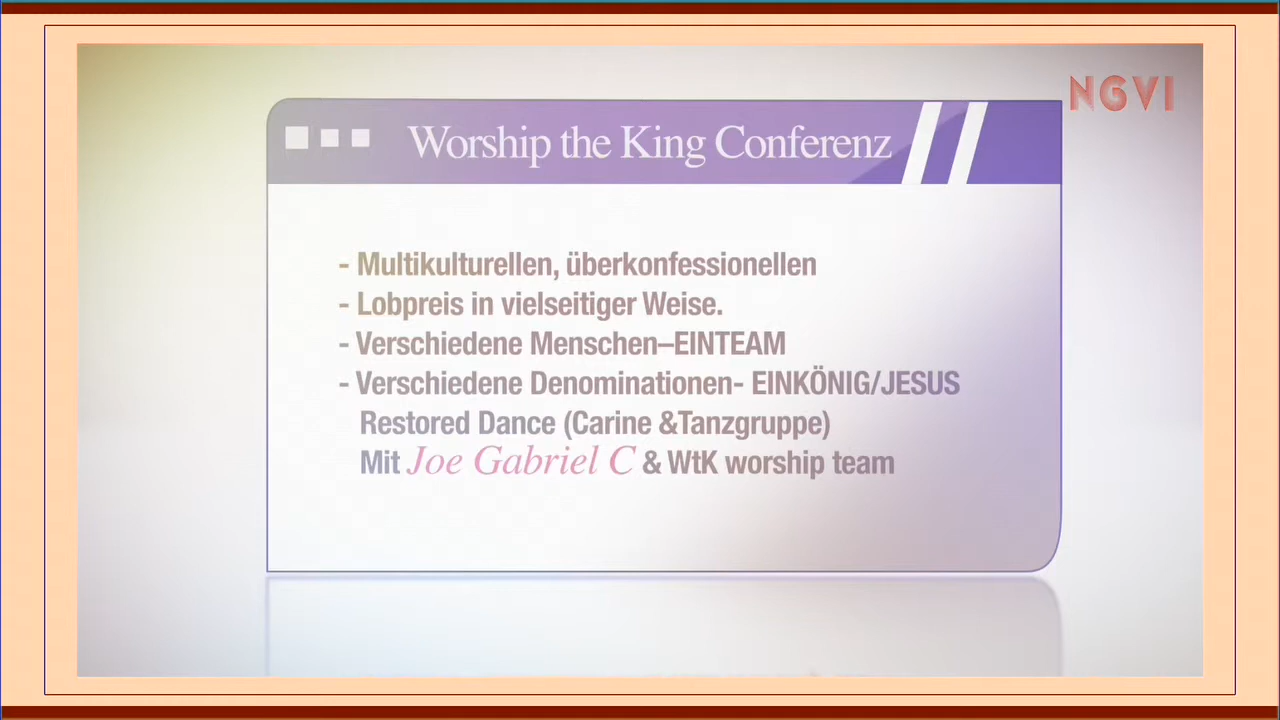 NGVI
Worship the King Conferenz
- Multikulturellen, überkonfessionellen
- Lobpreis in vielseitiger Weise.
- Verschiedene Menschen–EINTEAM
- Verschiedene Denominationen- EINKÖNIG/JESUS
Restored Dance (Carine &Tanzgruppe)
Mit Joe Gabriel C & WtK worship team